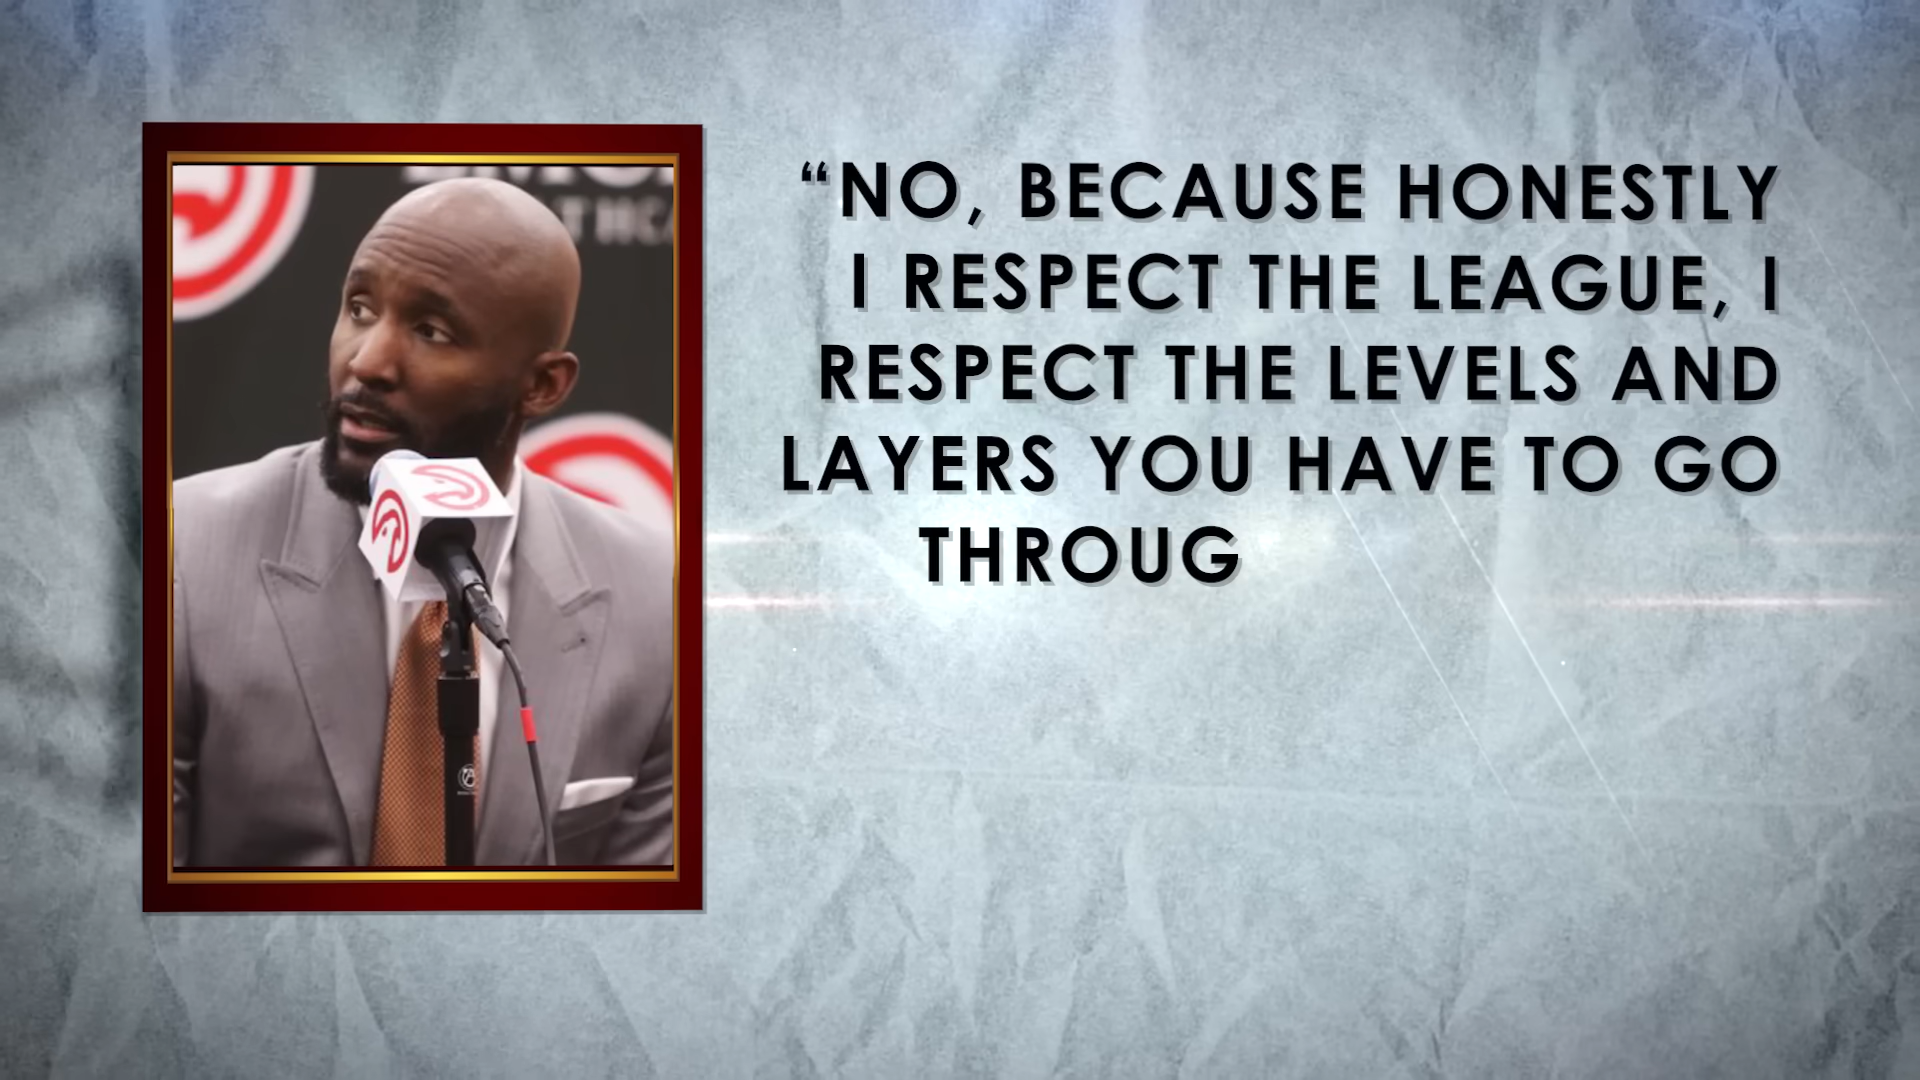 “NO, BECAUSE HONESTLY
I RESPECT THE LEAGUE, I
RESPECT THE LEVELS AND
LAYERS YOU HAVE TO GO
THROUG